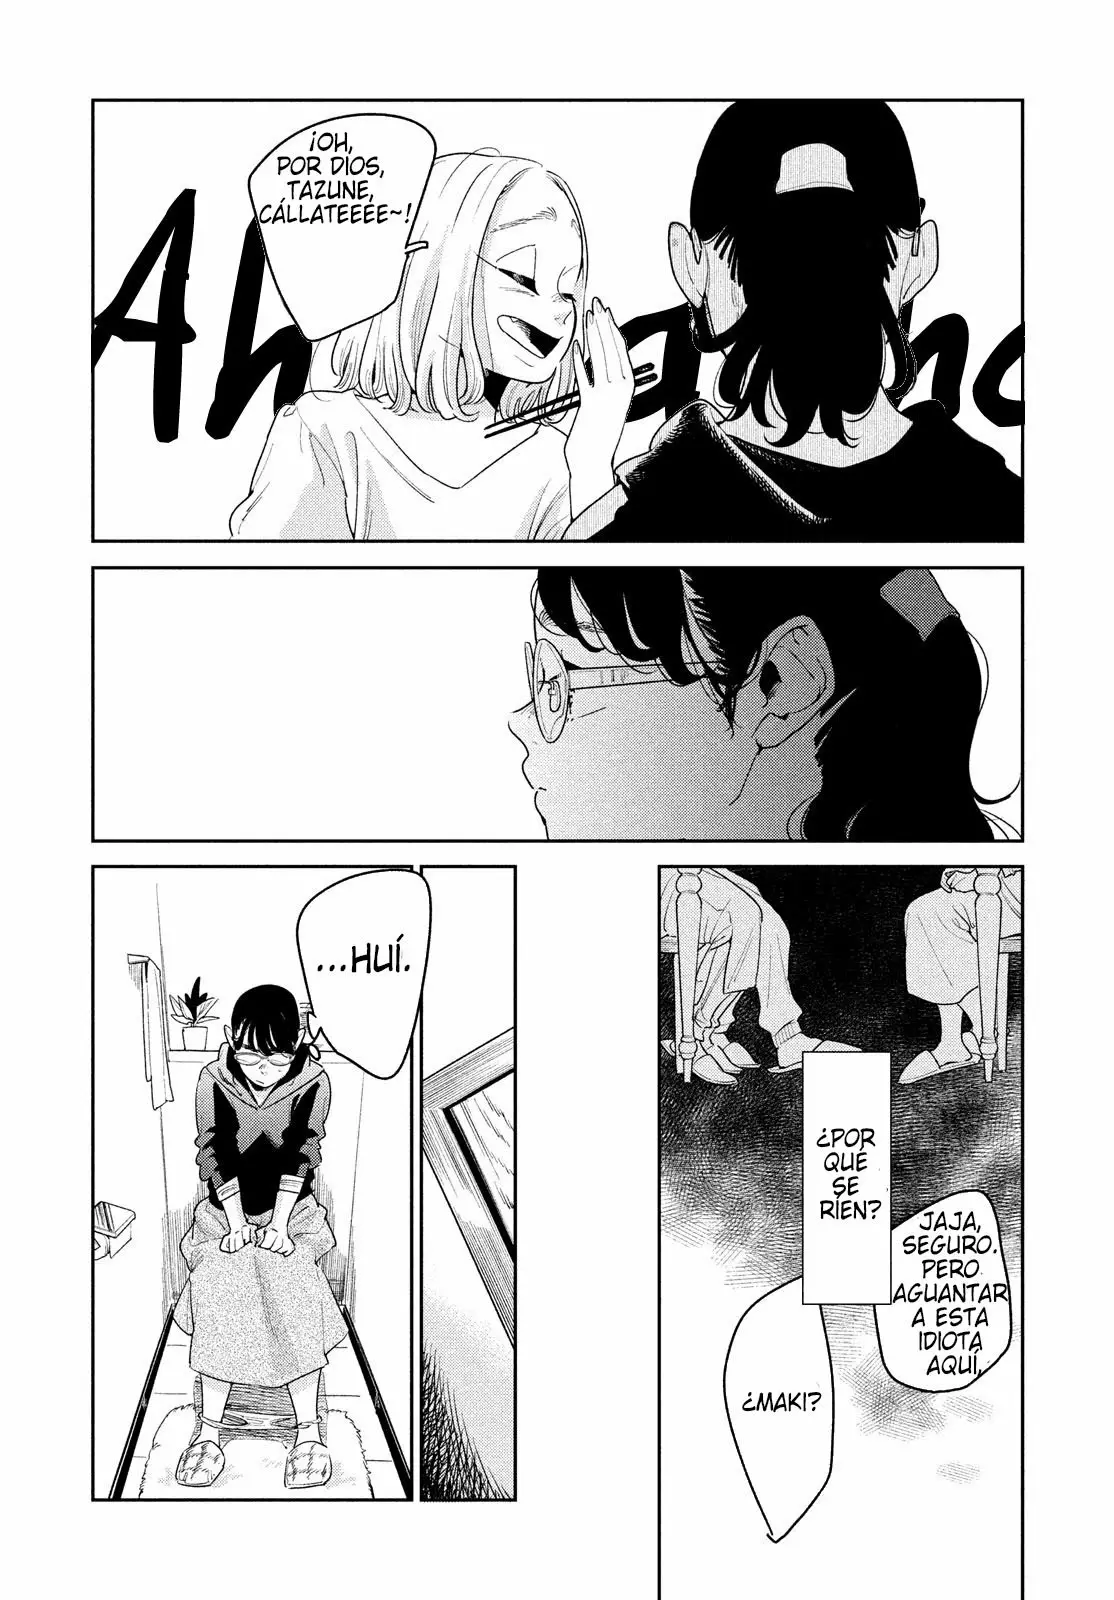 ¡OH,
POR DIOS,
TAZUNE,
CÁLLATEEEE~!
JAJA,
SEGURO.
PERO
AGUANTAR
A ESTA
IDIOTA
AQUÍ,
¿POR
QUÉ
SE
RÍEN?
¿MAKI?
...HUÍ.